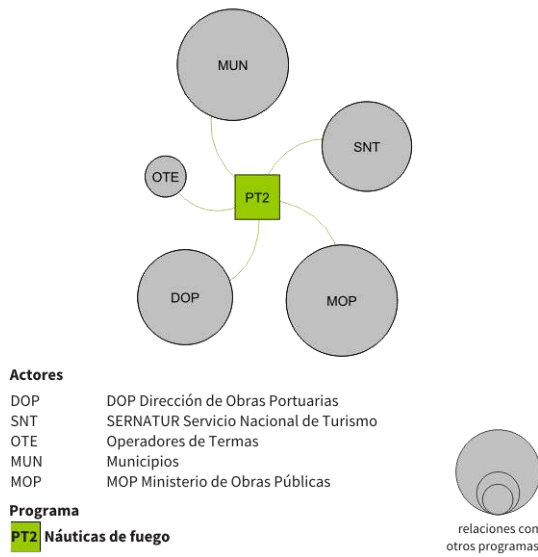 MUN
SNT
OTE
PT2
DOP
MOP
Actores
DOP DOP Dirección de Obras Portuarias
SNT SERNATUR Servicio Nacional de Turismo
OTE Operadores de Termas
MUN Municipios
MOP MOP Ministerio de Obras Públicas
Programa
PT2 Náuticas de fuego
relaciones con
otros programas